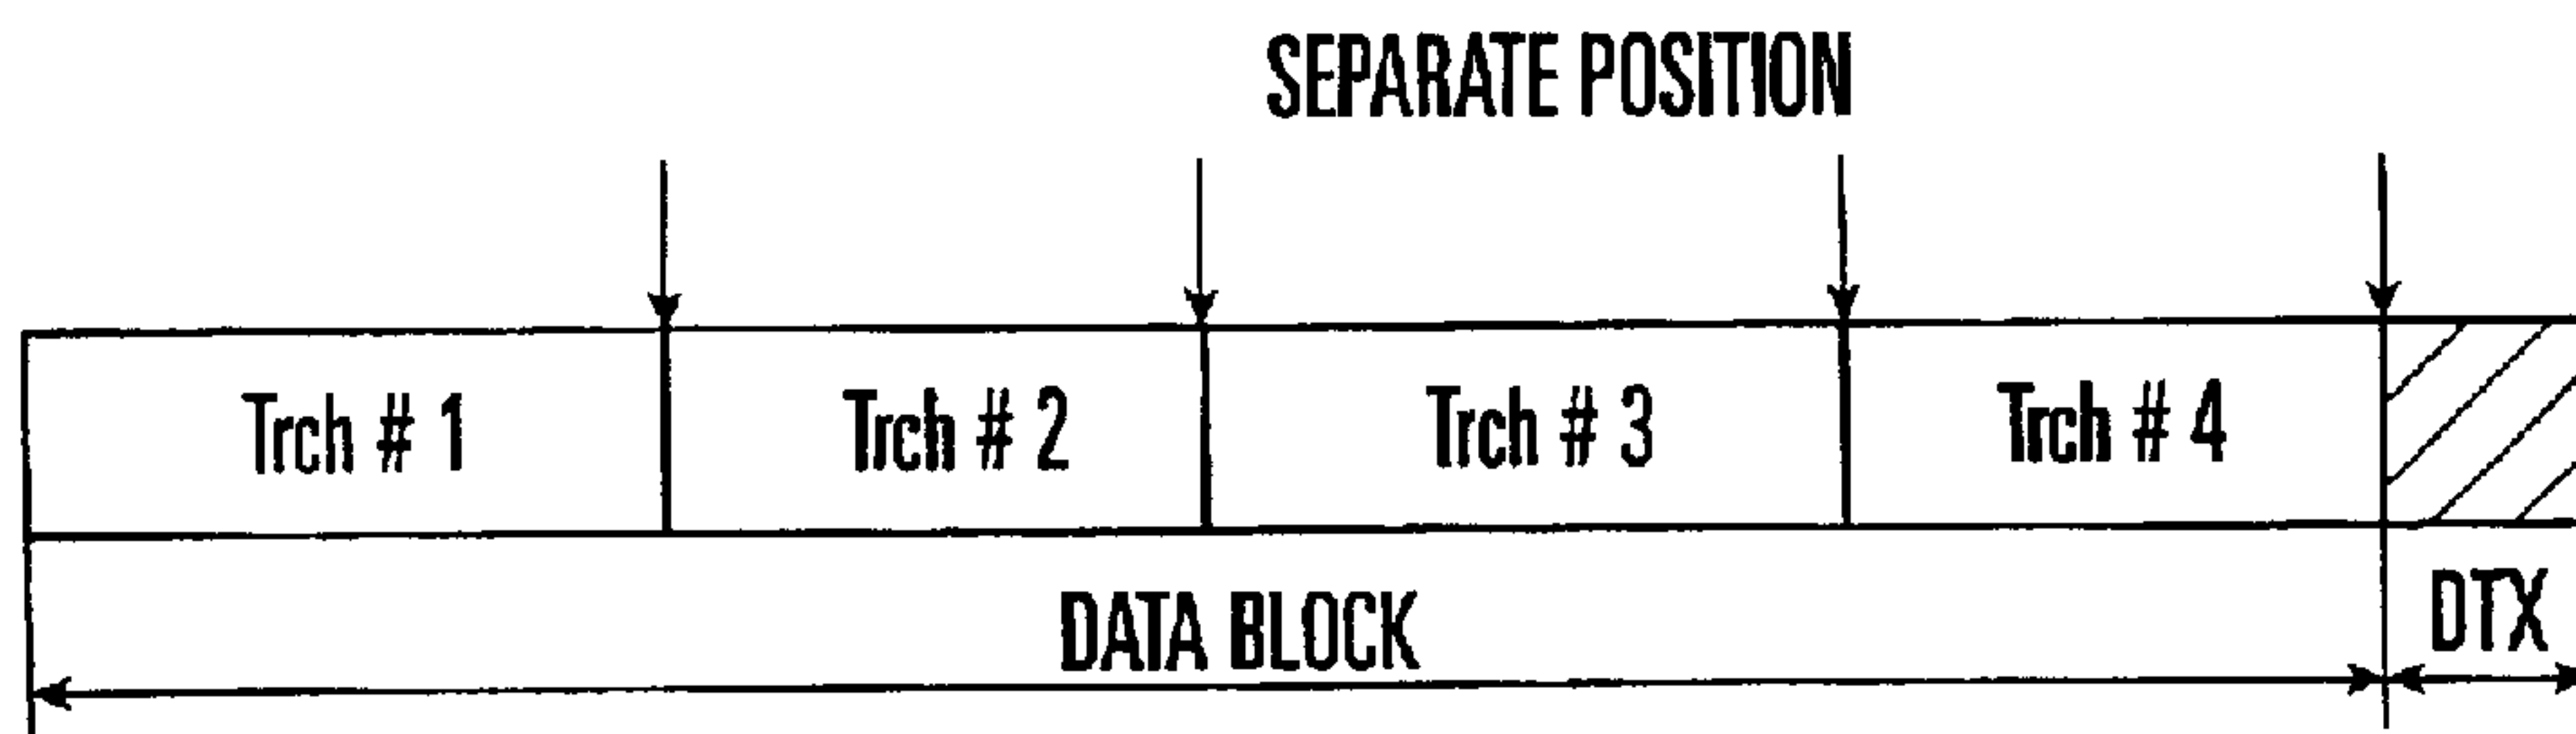 SEPARATE POSITION
Trch # 1
Trch # 2
Trch # 3
Trch # 4
DATA BLOCK
DTX